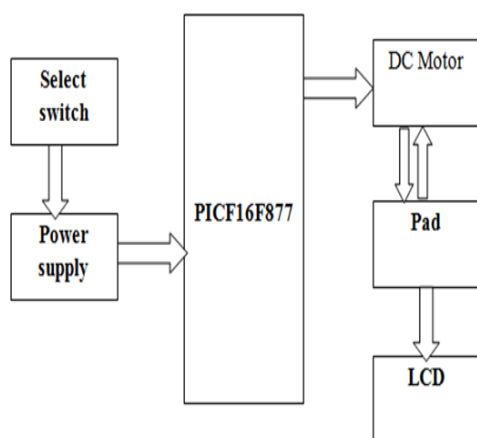 Select
switch
Power
supply
PICF16F877
DC Motor
Pad
LCD